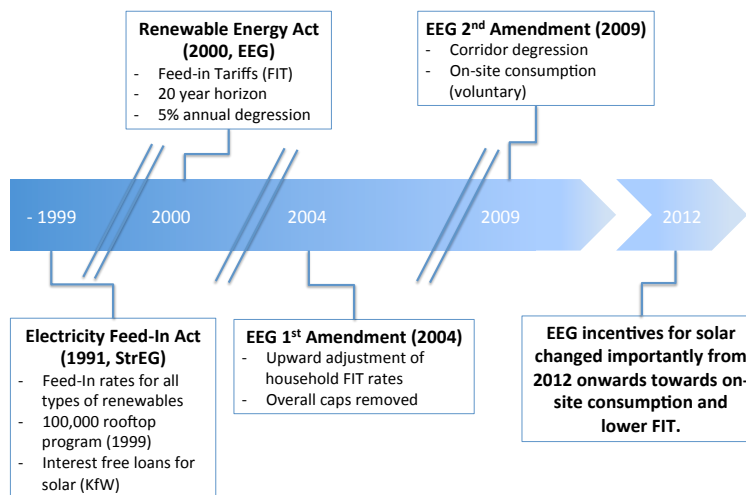 Renewable Energy Act
(2000, EEG)
- Feed-in Tariffs (FIT)
- 20 year horizon
- 5% annual degression
EEG 2nd Amendment (2009)
- Corridor degression
- On-site consumption
(voluntary)
- 1999
2000
2004
2009
2012
Electricity Feed-In Act
(1991, StrEG)
- Feed-In rates for all
types of renewables
- 100,000 rooftop
program (1999)
- Interest free loans for
solar (KfW)
EEG 1st Amendment (2004)
- Upward adjustment of
household FIT rates
- Overall caps removed
EEG incentives for solar
changed importantly from
2012 onwards towards on-
site consumption and
lower FIT.